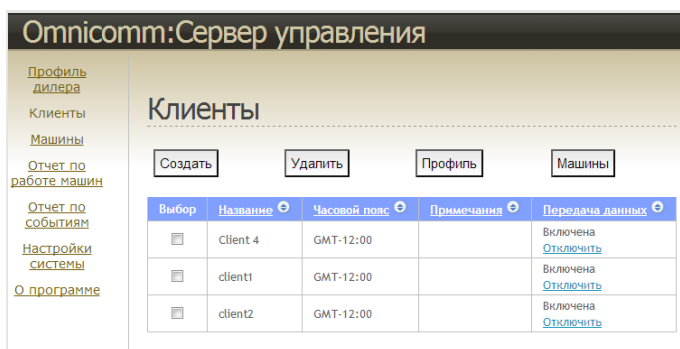 Omnicomm:Сервер управления
Профиль
дилера
Клиенты
Машины
Отчет по
работе машин
Отчет по
событиям
Настройки
системы
О программе
Клиенты
Создать Удалить Профиль Машины
Выбор Название Часовой пояс Примечания Передача данных
Client 4 GMT-12:00 Включена
Отключить
client1 GMT-12:00 Включена
Отключить
client2 GMT-12:00 Включена
Отключить